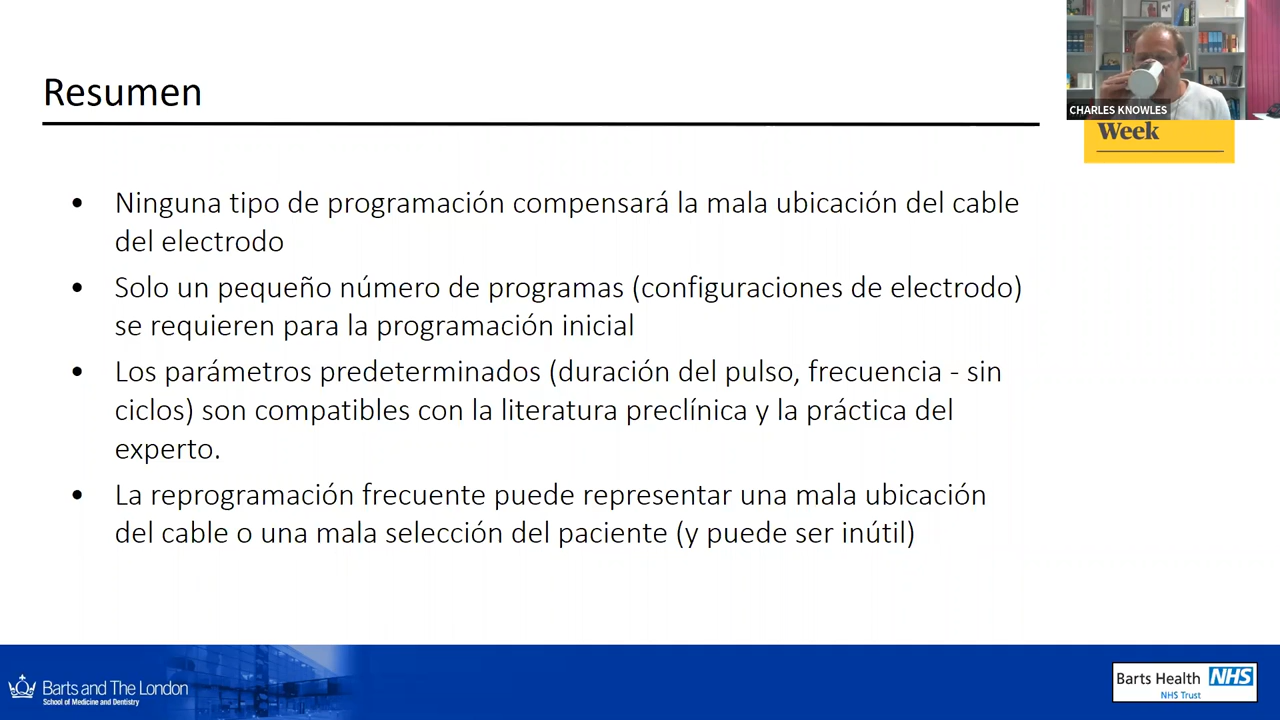 Resumen
CHARLES KNOWLES
Week
• Ninguna tipo de programación compensará la mala ubicación del cable
del electrodo
• Solo un pequeño número de programas (configuraciones de electrodo)
se requieren para la programación inicial
• Los parámetros predeterminados (duración del pulso, frecuencia - sin
ciclos) son compatibles con la literatura preclínica y la práctica del
experto.
• La reprogramación frecuente puede representar una mala ubicación
del cable o una mala selección del paciente (y puede ser inútil)
Barts and The London
School of Medicine and Dentistry
Barts Health NHS
NHS Trust